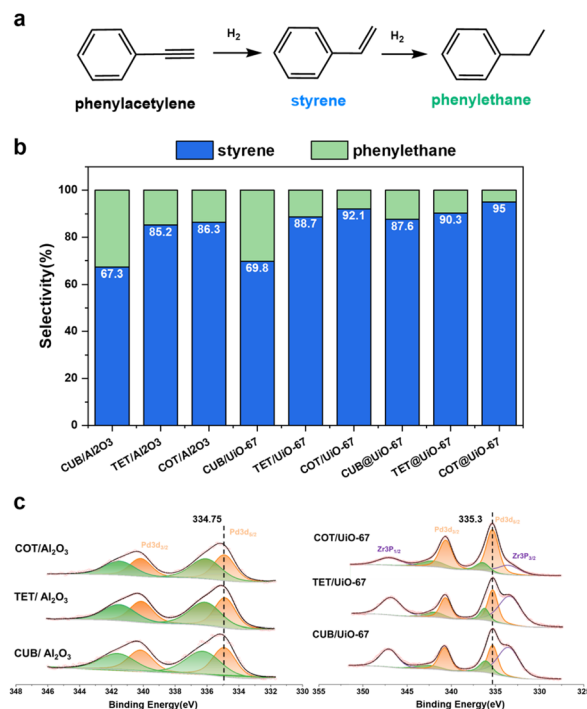 a
H2
H2
phenylacetylene
styrene
phenylethane
b
styrene
phenylethane
Selectivity(%)
100
80
60
40
20
0
67.3
85.2
86.3
69.8
88.7
92.1
87.6
90.3
95
CUB/Al2O3
TET/Al2O3
COT/Al2O3
CUB/UiO-67
TET/UiO-67
COT/UiO-67
CUB@UiO-67
TET@UiO-67
COT@UiO-67
c
334.75
Pd3d3/2
Pd3d5/2
COT/Al2O3
TET/ Al2O3
CUB/ Al2O3
348 344 340 336 332 330
Binding Energy(eV)
335.3
Pd3d3/2
Pd3d5/2
COT/UiO-67
Zr3P1/2
Zr3P3/2
TET/UiO-67
CUB/UiO-67
355 350 345 340 335 330 325
Binding Energy(eV)